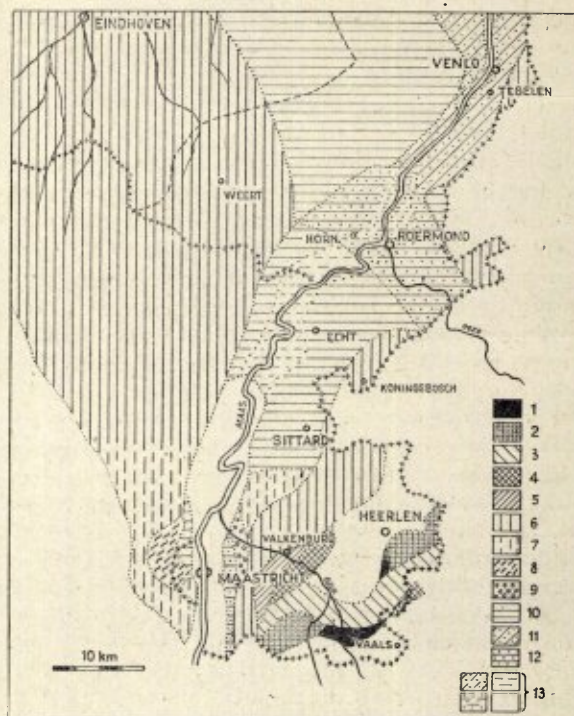 EINDHOVEN
VENLO
TEGELEN
WEERT
HORN
ROERMOND
ROER
ECHT
KONINGSBOSCH
MAAS
SITTARD
1
2
3
4
5
6
7
8
9
10
11
12
13
HEERLEN
VALKENBURG
MAASTRICHT
VAALS
10 km